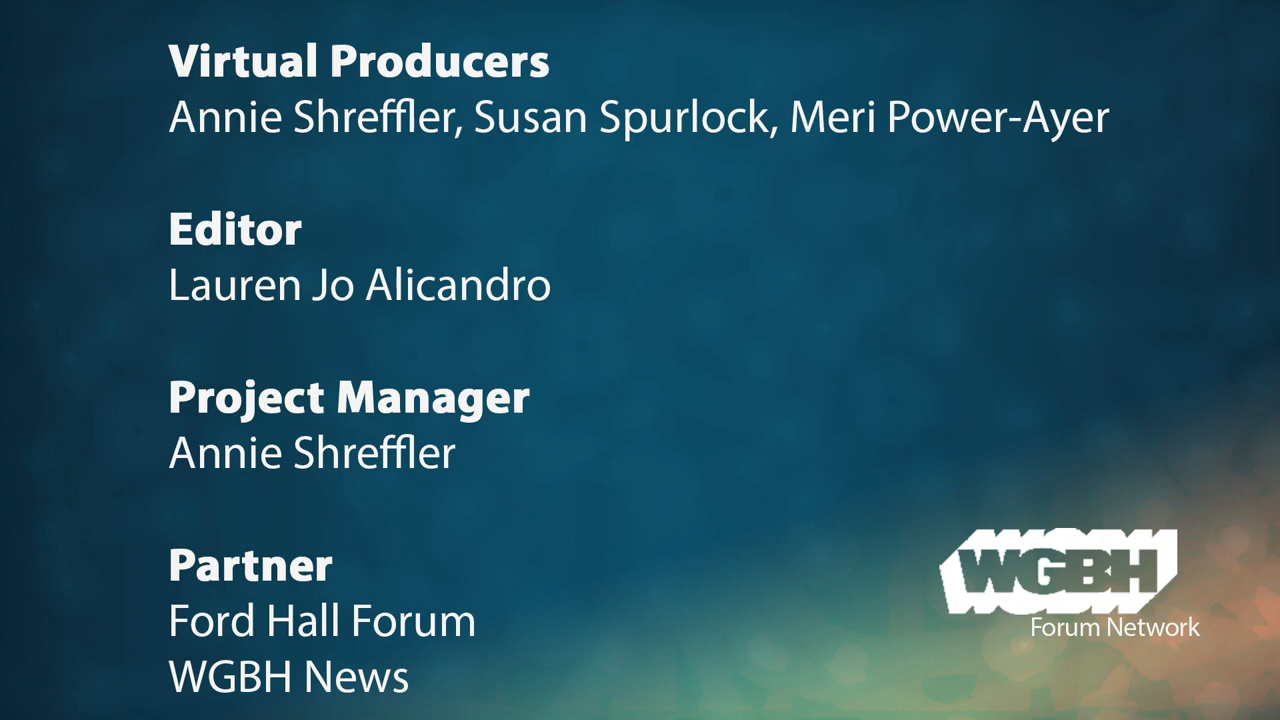 Virtual Producers
Annie Shreffler, Susan Spurlock, Meri Power-Ayer
Editor
Lauren Jo Alicandro
Project Manager
Annie Shreffler
Partner
Ford Hall Forum
WGBH News
WGBH
Forum Network